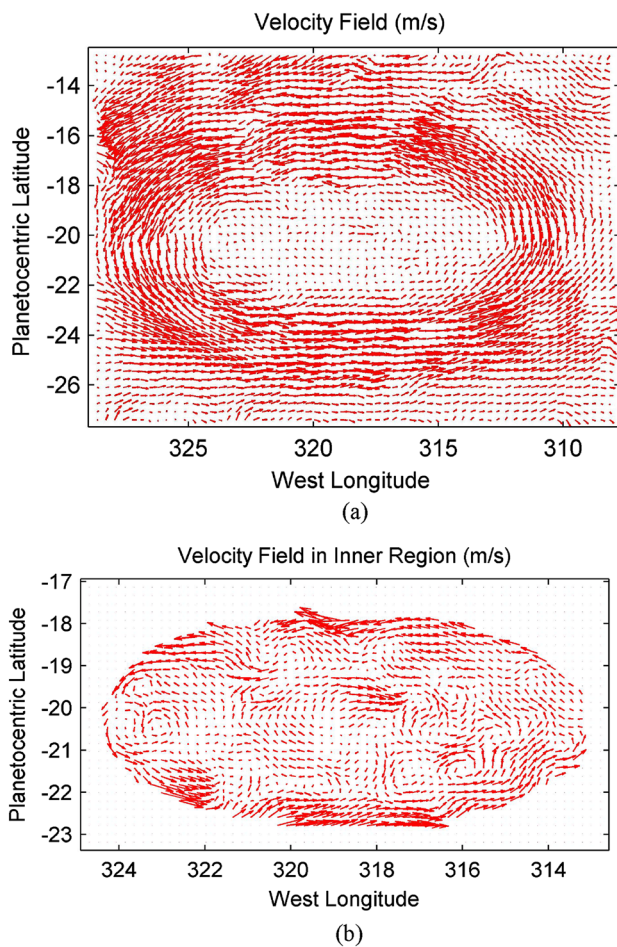 Velocity Field (m/s)
-14
-16
-18
-20
-22
-24
-26
Planetocentric Latitude
325 320 315 310
West Longitude
(a)
Velocity Field in Inner Region (m/s)
-17
-18
-19
-20
-21
-22
-23
Planetocentric Latitude
324 322 320 318 316 314
West Longitude
(b)